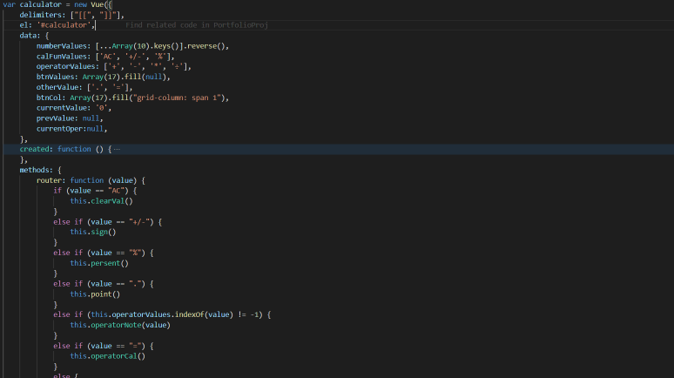 var calculator = new Vue({
delimiters: ["[[", "]]"],
el: '#calculator', Find related code in PortfolioProj
data: {
numberValues: [...Array(10).keys()].reverse(),
calFunValues: ['AC', '+/-', '%'],
operatorValues: ['+', '-', '*', '÷'],
btnValues: Array(17).fill(null),
otherValue: ['.', '='],
btnCol: Array(17).fill("grid-column: span 1"),
currentValue: '0',
prevValue: null,
currentOper:null,
},
created: function () {
},
methods: {
router: function (value) {
if (value == "AC") {
this.clearVal()
}
else if (value == "+/-") {
this.sign()
}
else if (value == "%") {
this.persent()
}
else if (value == ".") {
this.point()
}
else if (this.operatorValues.indexOf(value) != -1) {
this.operatorNote(value)
}
else if (value == "=") {
this.operatorCal()
}
else {